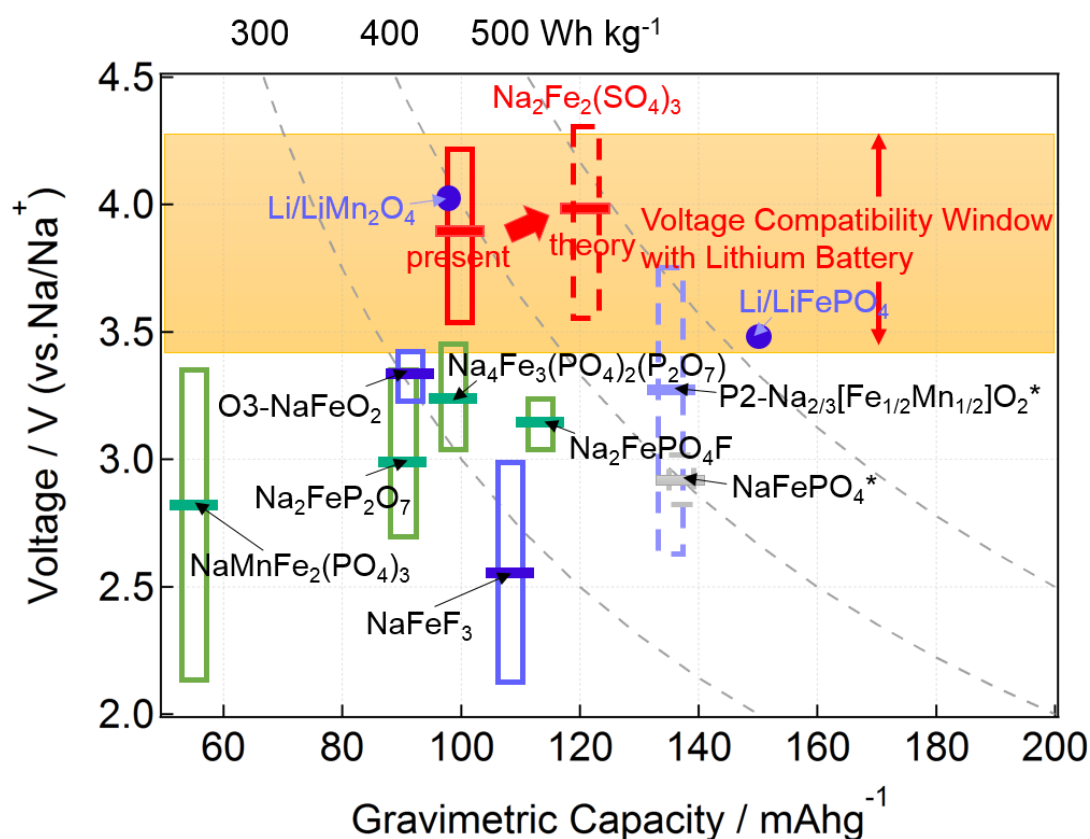 300 400 500 Wh kg⁻¹
4.5
4.0
3.5
3.0
2.5
2.0
Voltage / V (vs.Na/Na⁺)
Na₂Fe₂(SO₄)₃
Li/LiMn₂O₄
present
theory
Voltage Compatibility Window
with Lithium Battery
Li/LiFePO₄
Na₄Fe₃(PO₄)₂(P₂O₇)
O3-NaFeO₂
P2-Na₂/₃[Fe₁/₂Mn₁/₂]O₂*
Na₂FePO₄F
Na₂FeP₂O₇
NaFePO₄*
NaMnFe₂(PO₄)₃
NaFeF₃
60 80 100 120 140 160 180 200
Gravimetric Capacity / mAhg⁻¹